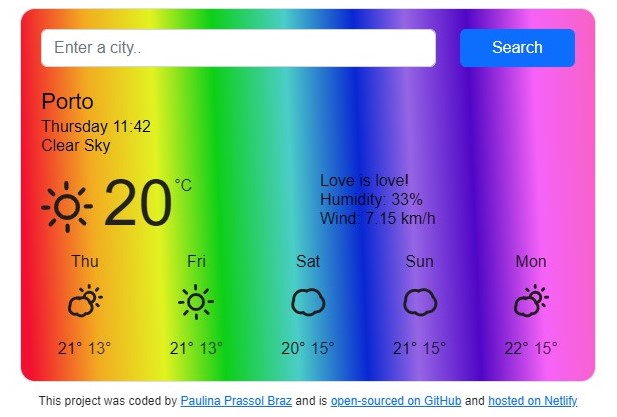 Enter a city..
Search
Porto
Thursday 11:42
Clear Sky
20 °C
Love is love!
Humidity: 33%
Wind: 7.15 km/h
Thu Fri Sat Sun Mon
21° 13° 21° 13° 20° 15° 21° 15° 22° 15°
This project was coded by Paulina Prassol Braz and is open-sourced on GitHub and hosted on Netlify